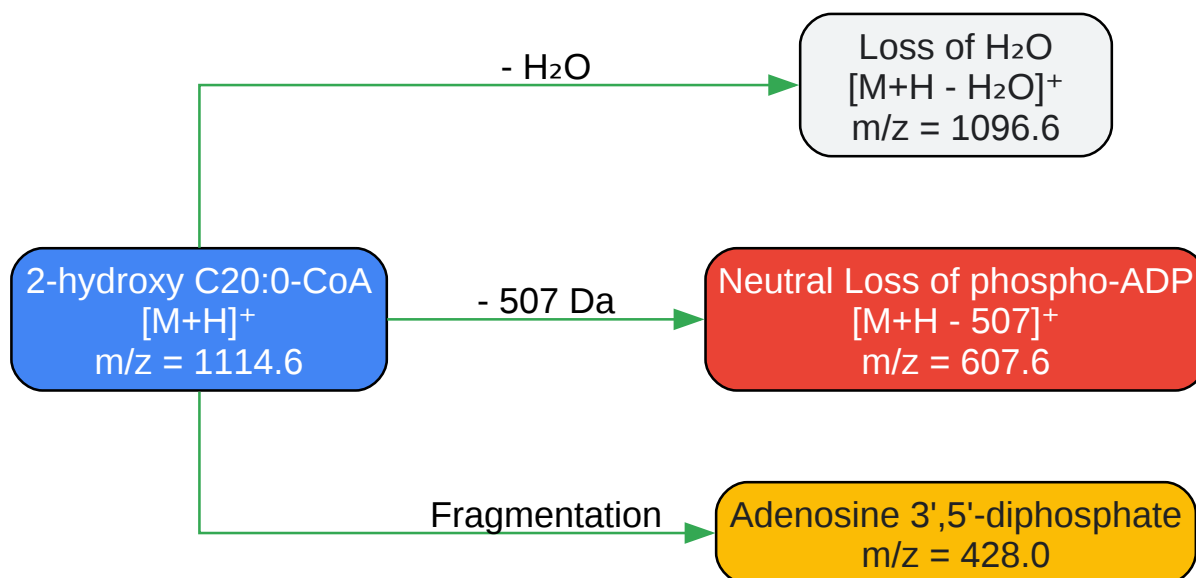 - H₂O
Loss of H₂O
[M+H - H₂O]⁺
m/z = 1096.6
2-hydroxy C20:0-CoA
[M+H]⁺
m/z = 1114.6
- 507 Da
Neutral Loss of phospho-ADP
[M+H - 507]⁺
m/z = 607.6
Fragmentation
Adenosine 3',5'-diphosphate
m/z = 428.0